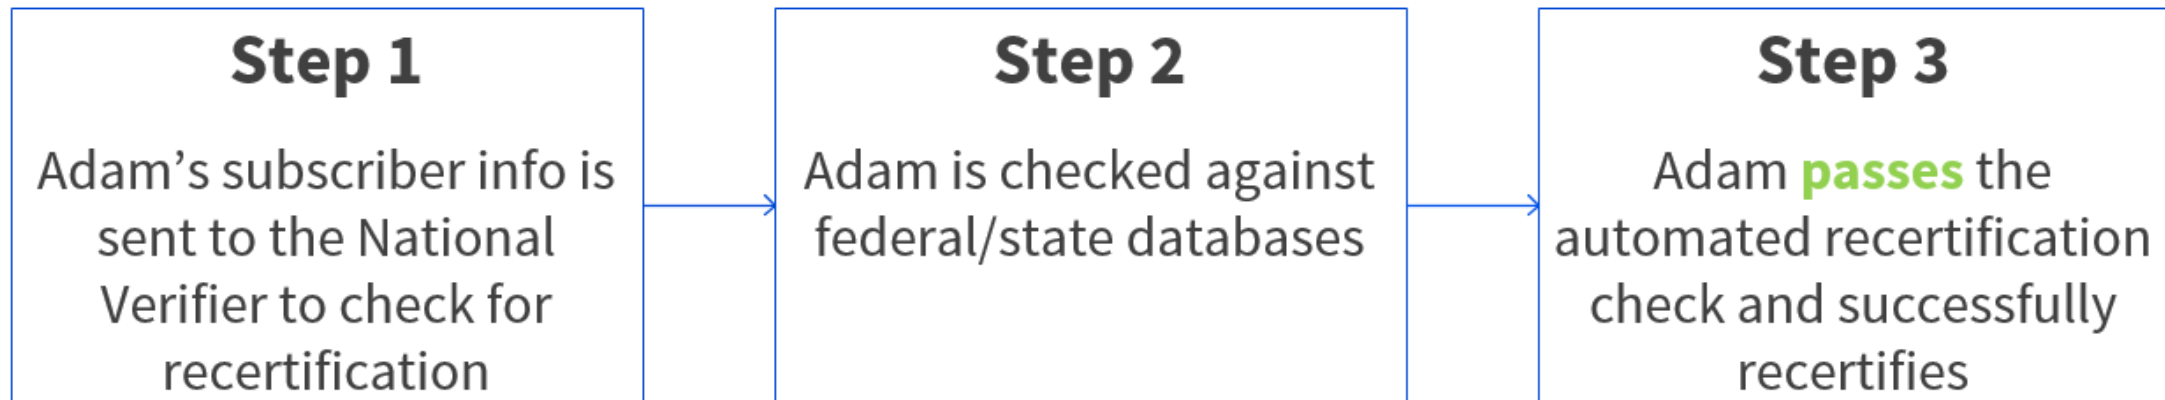 Step 1
Adam’s subscriber info is
sent to the National
Verifier to check for
recertification
Step 2
Adam is checked against
federal/state databases
Step 3
Adam passes the
automated recertification
check and successfully
recertifies